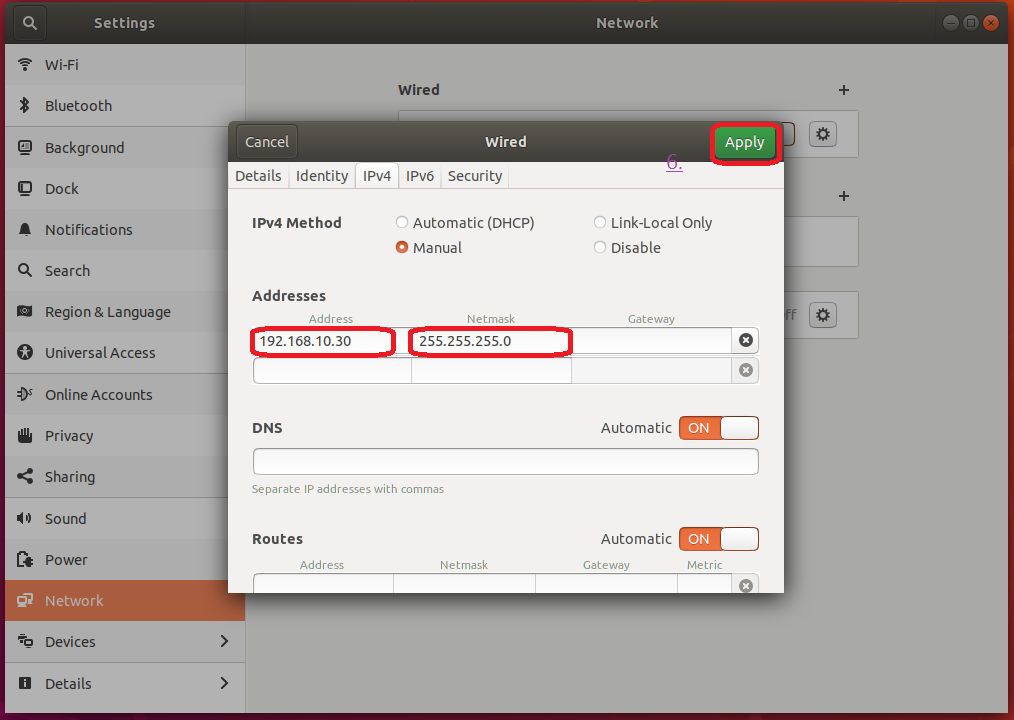 Settings
Network
Wi-Fi
Bluetooth
Background
Dock
Notifications
Search
Region & Language
Universal Access
Online Accounts
Privacy
Sharing
Sound
Power
Network
Devices
Details
Wired
Cancel
Wired
Apply
6.
Details Identity IPv4 IPv6 Security
IPv4 Method
Automatic (DHCP)
Link-Local Only
Manual
Disable
Addresses
Address Netmask Gateway
192.168.10.30 255.255.255.0
DNS
Automatic ON
Separate IP addresses with commas
Routes
Automatic ON
Address Netmask Gateway Metric